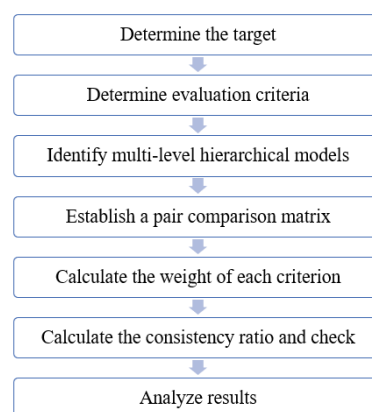 Determine the target
Determine evaluation criteria
Identify multi-level hierarchical models
Establish a pair comparison matrix
Calculate the weight of each criterion
Calculate the consistency ratio and check
Analyze results